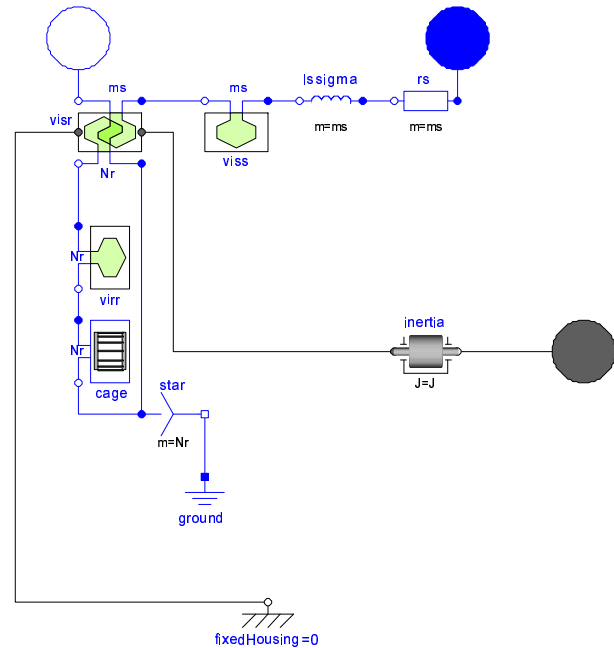 ms
ms
lssigma
rs
visr
m=ms
m=ms
viss
Nr
Nr
virr
inertia
Nr
J=J
cage
star
m=Nr
ground
fixedHousing=0